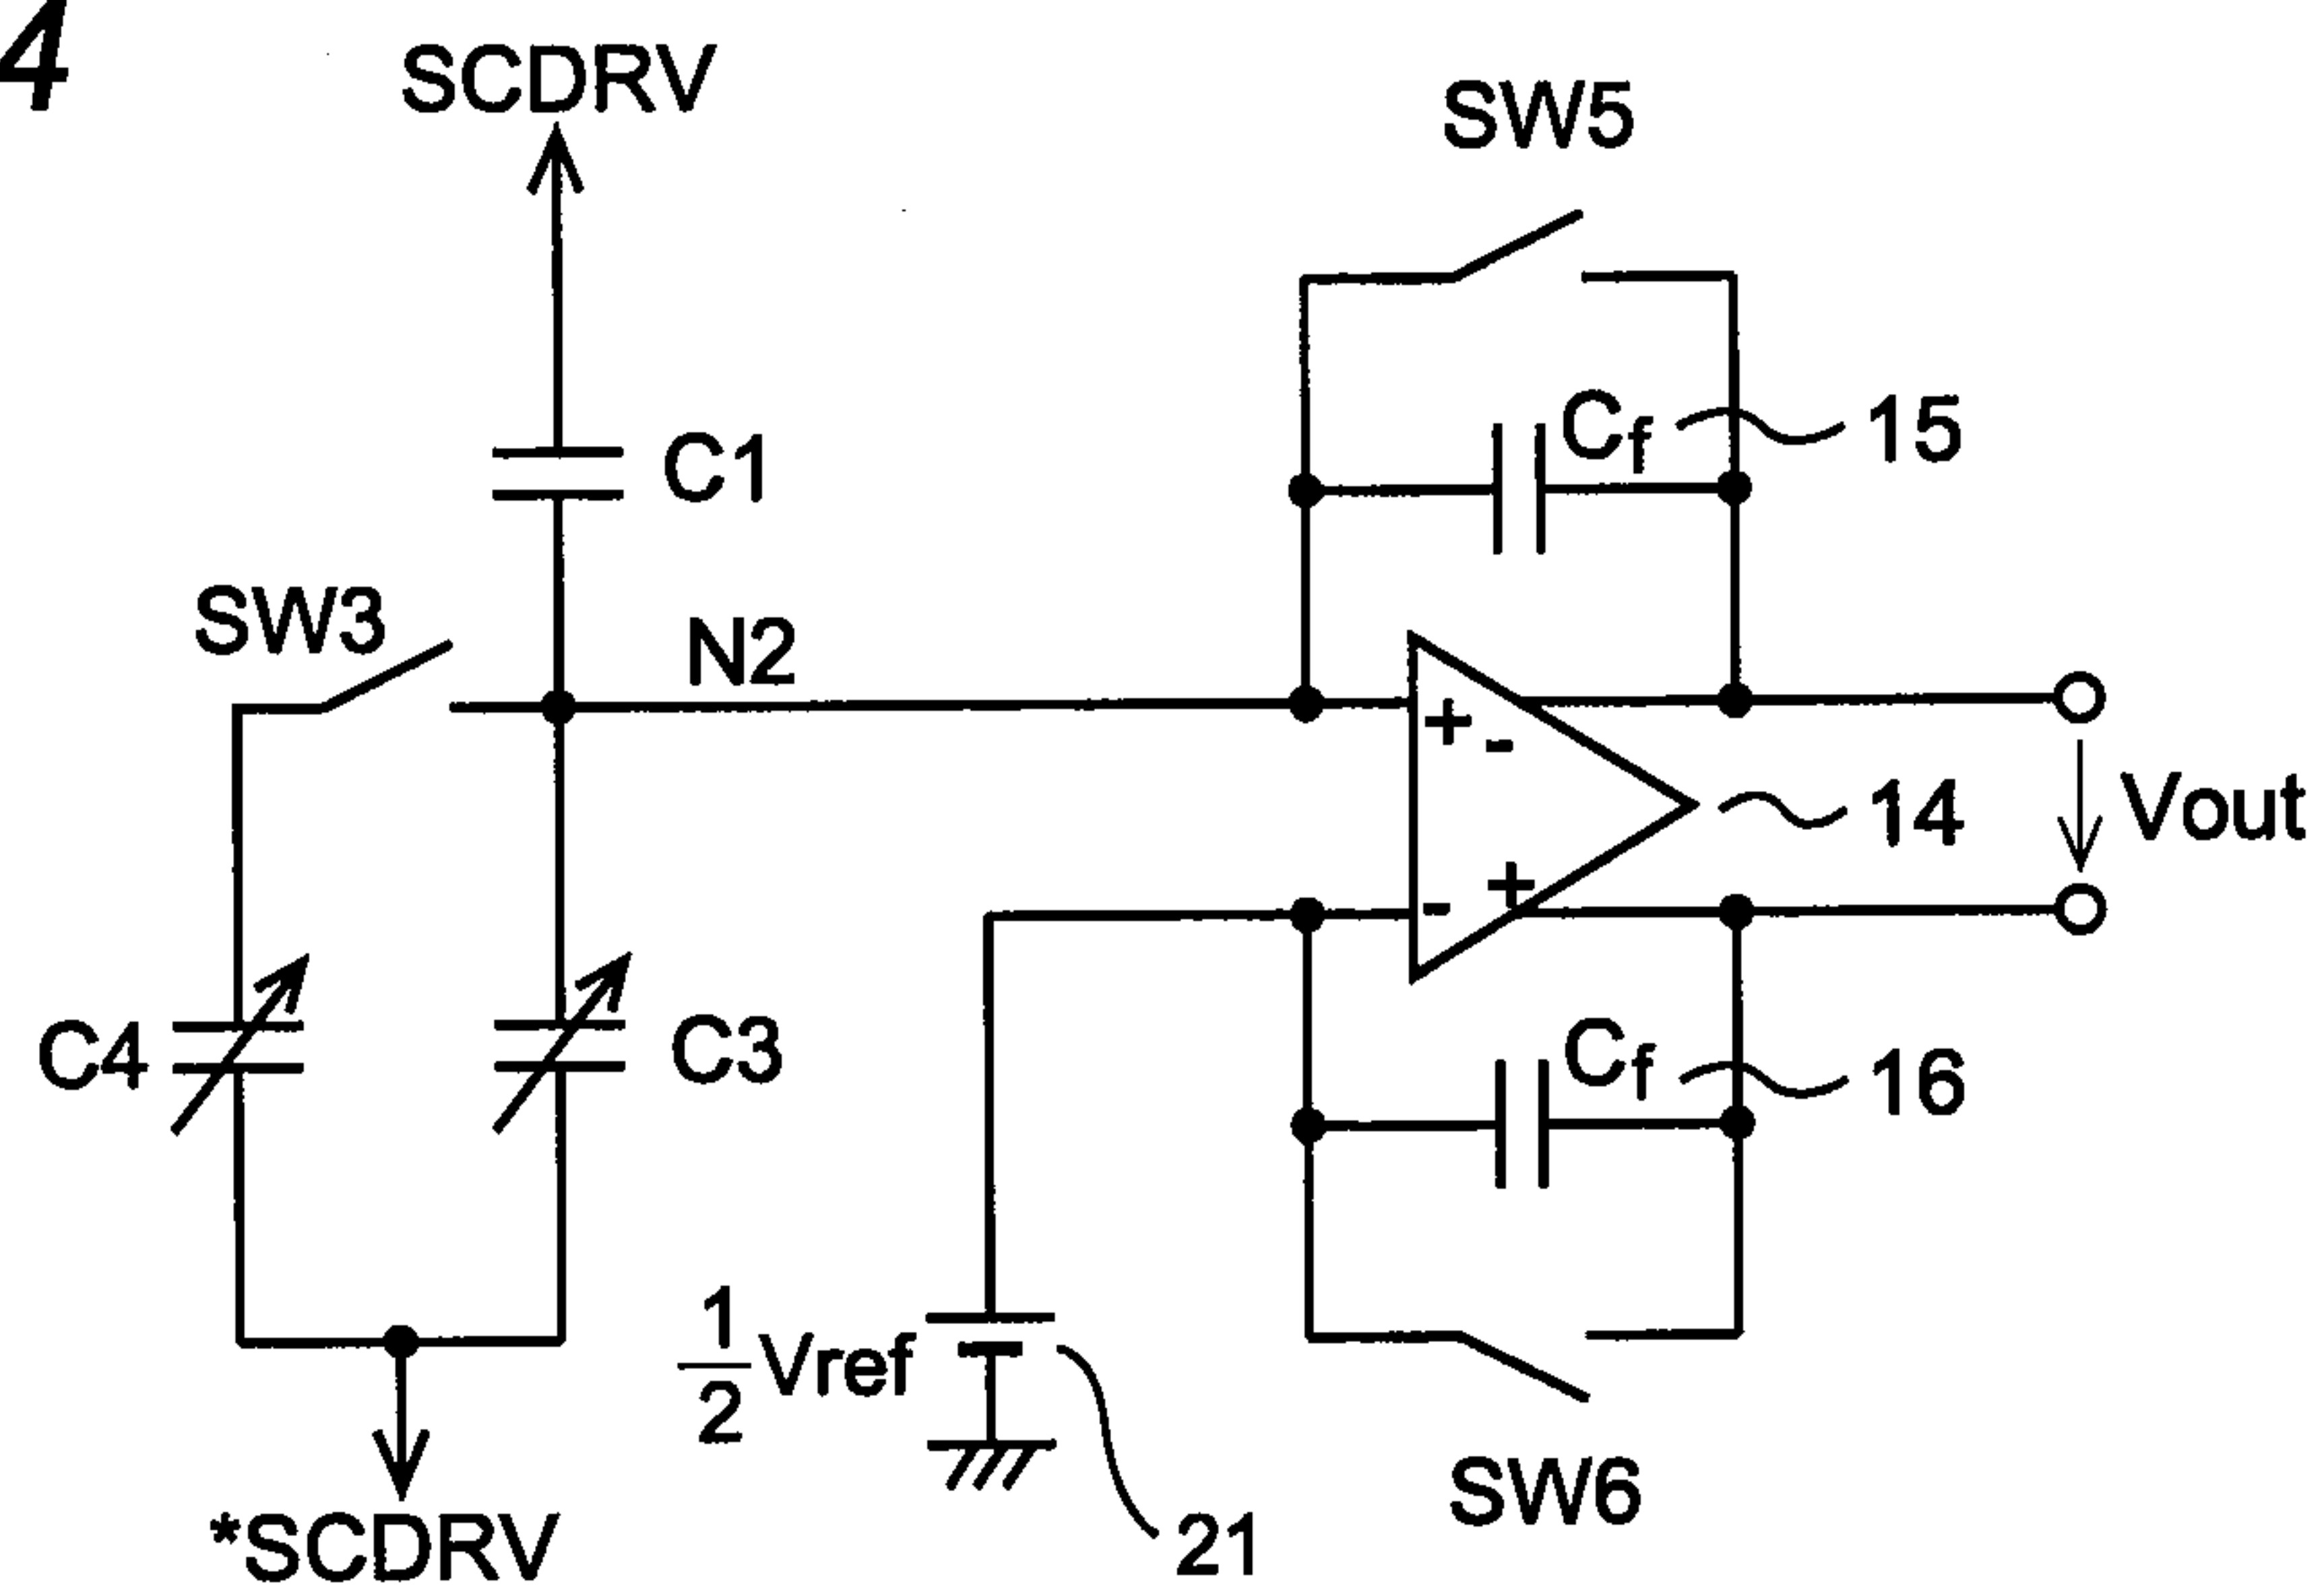 4
SCDRV
SW5
Cf
15
C1
SW3
N2
+
-
14
Vout
+
-
C4
C3
Cf
16
1/2 Vref
21
SW6
*SCDRV